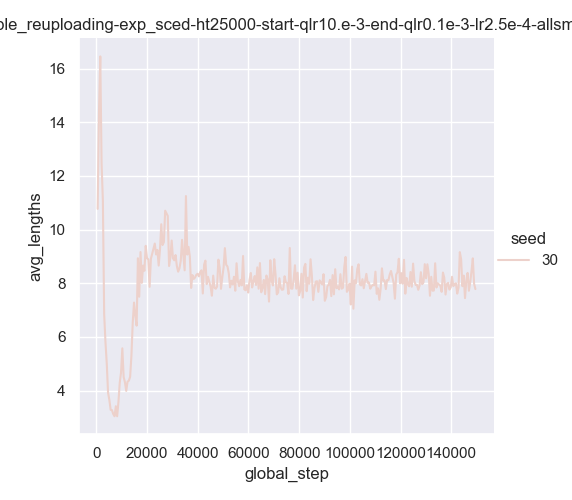 ble_reuploading-exp_sced-ht25000-start-qlr10.e-3-end-qlr0.1e-3-lr2.5e-4-allsm
16
14
12
10
8
6
4
avg_lengths
0 20000 40000 60000 80000 100000 120000 140000
global_step
seed
30